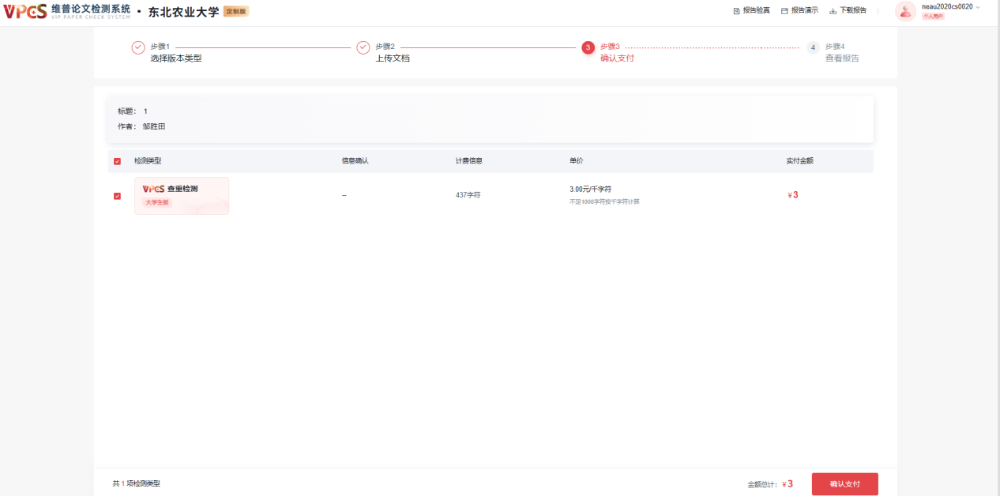 VPCS 维普论文检测系统 VIP PAPER CHECK SYSTEM · 东北农业大学 定制版
报告验真 报告演示 下载报告 neau2020cs0020
个人用户
步骤1 步骤2 3 步骤3 4 步骤4
选择版本类型 上传文档 确认支付 查看报告
标题： 1
作者： 邹胜田
检测类型 信息确认 计费信息 单价 实付金额
VPCS 查重检测 -- 437字符 3.00元/千字符 ¥3
大学生版 不足1000字符按千字符计算
共 1 项检测类型 金额总计： ¥3 确认支付